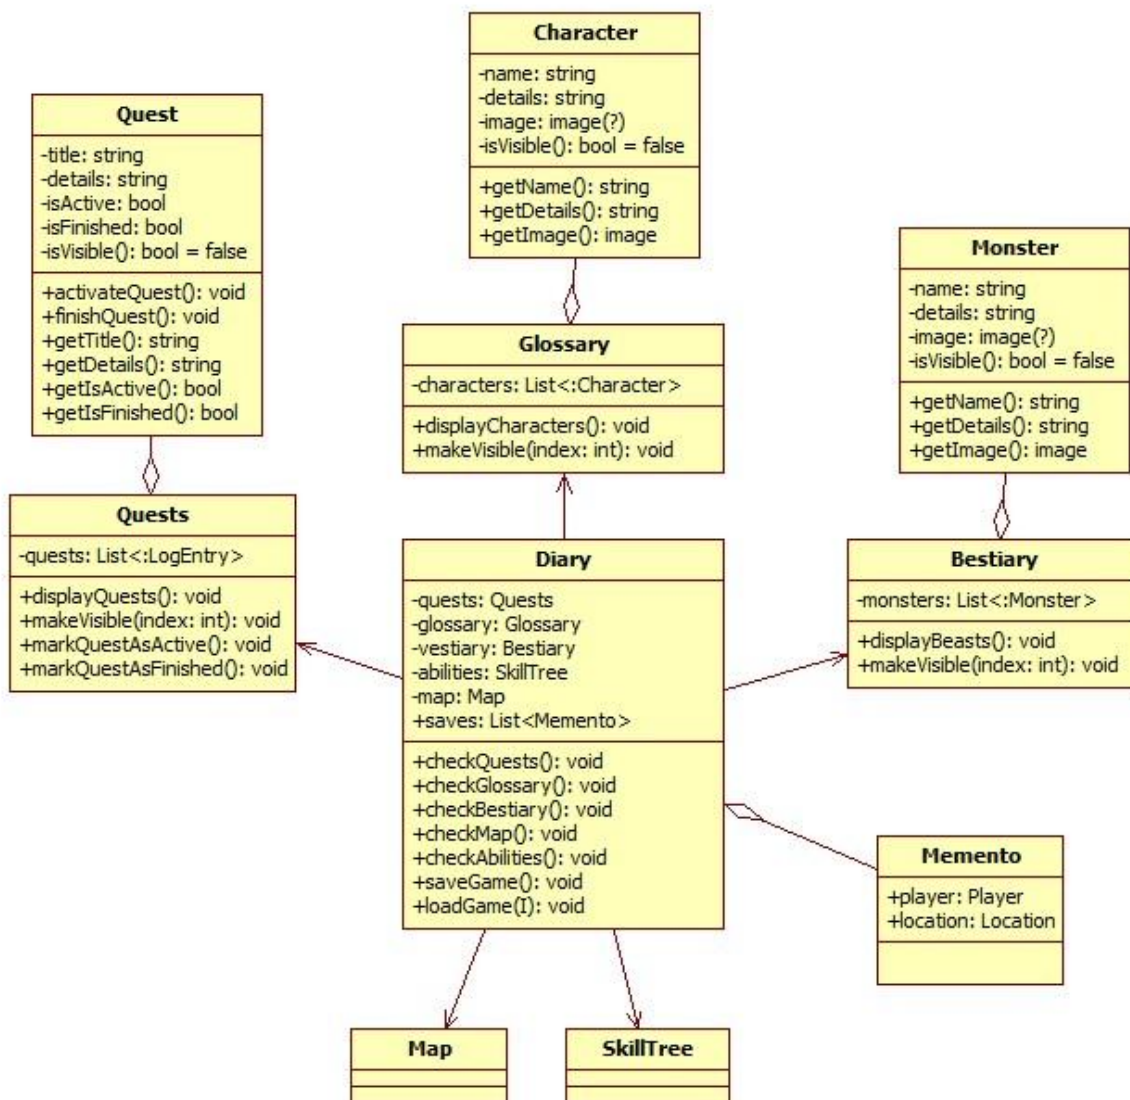 Character
-name: string
-details: string
-image: image(?)
-isVisible(): bool = false
+getName(): string
+getDetails(): string
+getImage(): image
Quest
-title: string
-details: string
-isActive: bool
-isFinished: bool
-isVisible(): bool = false
+activateQuest(): void
+finishQuest(): void
+getTitle(): string
+getDetails(): string
+getIsActive(): bool
+getIsFinished(): bool
Monster
-name: string
-details: string
-image: image(?)
-isVisible(): bool = false
+getName(): string
+getDetails(): string
+getImage(): image
Glossary
-characters: List<:Character>
+displayCharacters(): void
+makeVisible(index: int): void
Quests
-quests: List<:LogEntry>
+displayQuests(): void
+makeVisible(index: int): void
+markQuestAsActive(): void
+markQuestAsFinished(): void
Diary
-quests: Quests
-glossary: Glossary
-vestiary: Bestiary
-abilities: SkillTree
-map: Map
+saves: List<Memento>
+checkQuests(): void
+checkGlossary(): void
+checkBestiary(): void
+checkMap(): void
+checkAbilities(): void
+saveGame(): void
+loadGame(I): void
Bestiary
-monsters: List<:Monster>
+displayBeasts(): void
+makeVisible(index: int): void
Memento
+player: Player
+location: Location
Map
SkillTree